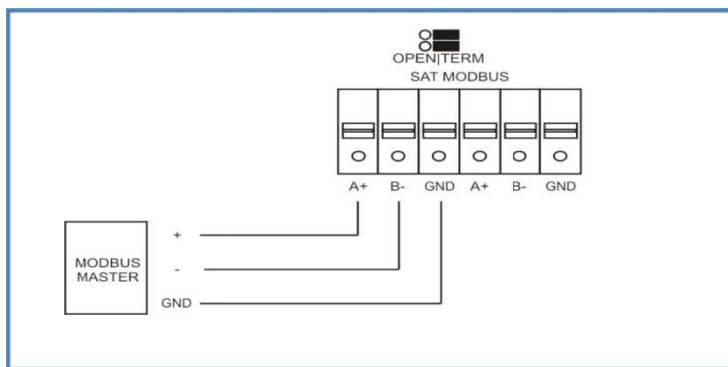 OPEN|TERM
SAT MODBUS
A+ B- GND A+ B- GND
+
MODBUS
MASTER
-
GND